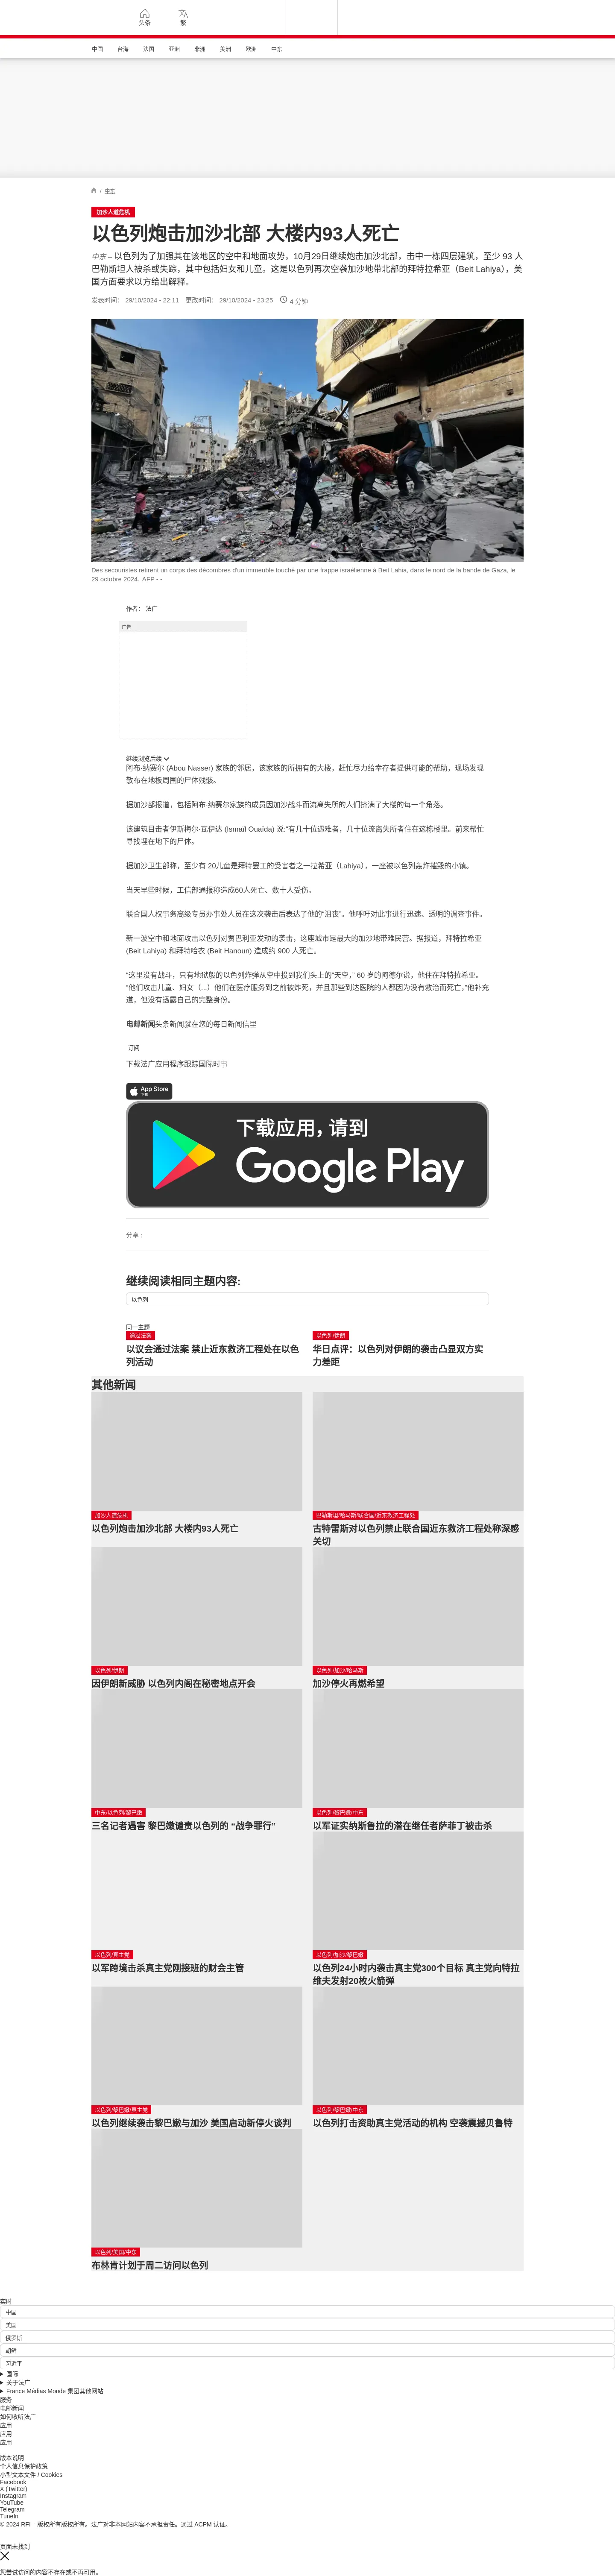 头条
繁
中国
台海
法国
亚洲
非洲
美洲
欧洲
中东
/ 中东
加沙人道危机
以色列炮击加沙北部 大楼内93人死亡
中东 – 以色列为了加强其在该地区的空中和地面攻势，10月29日继续炮击加沙北部，击中一栋四层建筑，至少 93 人
巴勒斯坦人被杀或失踪，其中包括妇女和儿童。这是以色列再次空袭加沙地带北部的拜特拉希亚（Beit Lahiya），美
国方面要求以方给出解释。
发表时间： 29/10/2024 - 22:11 更改时间： 29/10/2024 - 23:25 4 分钟
Des secouristes retirent un corps des décombres d'un immeuble touché par une frappe israélienne à Beit Lahia, dans le nord de la bande de Gaza, le
29 octobre 2024. AFP - -
作者： 法广
广告
继续浏览后续
阿布·纳赛尔 (Abou Nasser) 家族的邻居，该家族的所拥有的大楼，赶忙尽力给幸存者提供可能的帮助，现场发现
散布在地板周围的尸体残骸。
据加沙部报道，包括阿布·纳赛尔家族的成员因加沙战斗而流离失所的人们挤满了大楼的每一个角落。
该建筑目击者伊斯梅尔·瓦伊达 (Ismaïl Ouaïda) 说:“有几十位遇难者，几十位流离失所者住在这栋楼里。前来帮忙
寻找埋在地下的尸体。
据加沙卫生部称，至少有 20儿童是拜特罢工的受害者之一拉希亚（Lahiya），一座被以色列轰炸摧毁的小镇。
当天早些时候，工信部通报称造成60人死亡、数十人受伤。
联合国人权事务高级专员办事处人员在这次袭击后表达了他的“沮丧”。他呼吁对此事进行迅速、透明的调查事件。
新一波空中和地面攻击以色列对贾巴利亚发动的袭击，这座城市是最大的加沙地带难民营。据报道，拜特拉希亚
(Beit Lahiya) 和拜特哈农 (Beit Hanoun) 造成约 900 人死亡。
“这里没有战斗，只有地狱般的以色列炸弹从空中投到我们头上的“天空，” 60 岁的阿德尔说，他住在拜特拉希亚。
“他们攻击儿童、妇女（...）他们在医疗服务到之前被炸死，并且那些到达医院的人都因为没有救治而死亡，”他补充
道，但没有透露自己的完整身份。
电邮新闻头条新闻就在您的每日新闻信里
订阅
下载法广应用程序跟踪国际时事
App Store
下载
下载应用，请到
Google Play
分享 :
继续阅读相同主题内容:
以色列
同一主题
通过法案
以议会通过法案 禁止近东救济工程处在以色
列活动
以色列/伊朗
华日点评：以色列对伊朗的袭击凸显双方实
力差距
其他新闻
加沙人道危机
以色列炮击加沙北部 大楼内93人死亡
巴勒斯坦/哈马斯/联合国/近东救济工程处
古特雷斯对以色列禁止联合国近东救济工程处称深感
关切
以色列/伊朗
因伊朗新威胁 以色列内阁在秘密地点开会
以色列/加沙/哈马斯
加沙停火再燃希望
中东/以色列/黎巴嫩
三名记者遇害 黎巴嫩谴责以色列的 “战争罪行”
以色列/黎巴嫩/中东
以军证实纳斯鲁拉的潜在继任者萨菲丁被击杀
以色列/真主党
以军跨境击杀真主党刚接班的财会主管
以色列/加沙/黎巴嫩
以色列24小时内袭击真主党300个目标 真主党向特拉
维夫发射20枚火箭弹
以色列/黎巴嫩/真主党
以色列继续袭击黎巴嫩与加沙 美国启动新停火谈判
以色列/黎巴嫩/中东
以色列打击资助真主党活动的机构 空袭震撼贝鲁特
以色列/美国/中东
布林肯计划于周二访问以色列
实时
中国
美国
俄罗斯
朝鲜
习近平
国际
关于法广
France Médias Monde 集团其他网站
服务
电邮新闻
如何收听法广
应用
应用
应用
版本说明
个人信息保护政策
小型文本文件 / Cookies
Facebook
X (Twitter)
Instagram
YouTube
Telegram
TuneIn
© 2024 RFI – 版权所有版权所有。法广对非本网站内容不承担责任。通过 ACPM 认证。
页面未找到
您尝试访问的内容不存在或不再可用。